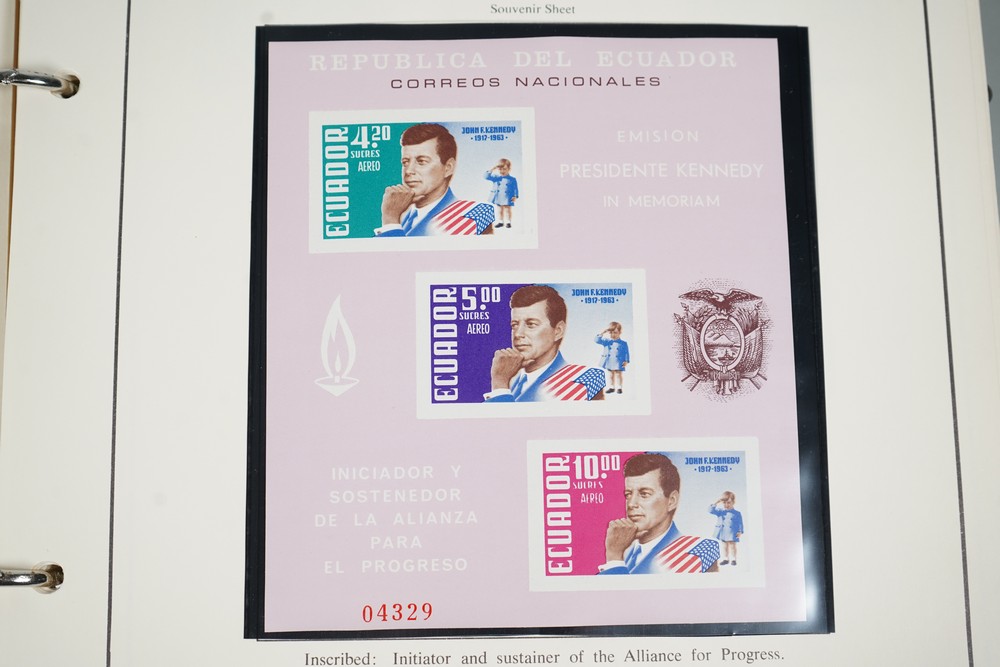 Souvenir Sheet
REPUBLICA DEL ECUADOR
CORREOS NACIONALES
ECUADOR
4.20
SUCRES
AEREO
JOHN F. KENNEDY
·1917-1963·
EMISION
PRESIDENTE KENNEDY
IN MEMORIAM
ECUADOR
5.00
SUCRES
AEREO
JOHN F. KENNEDY
·1917-1963·
ECUADOR
10.00
SUCRES
AEREO
JOHN F. KENNEDY
·1917-1963·
INICIADOR Y
SOSTENEDOR
DE LA ALIANZA
PARA
EL PROGRESO
04329
Inscribed: Initiator and sustainer of the Alliance for Progress.